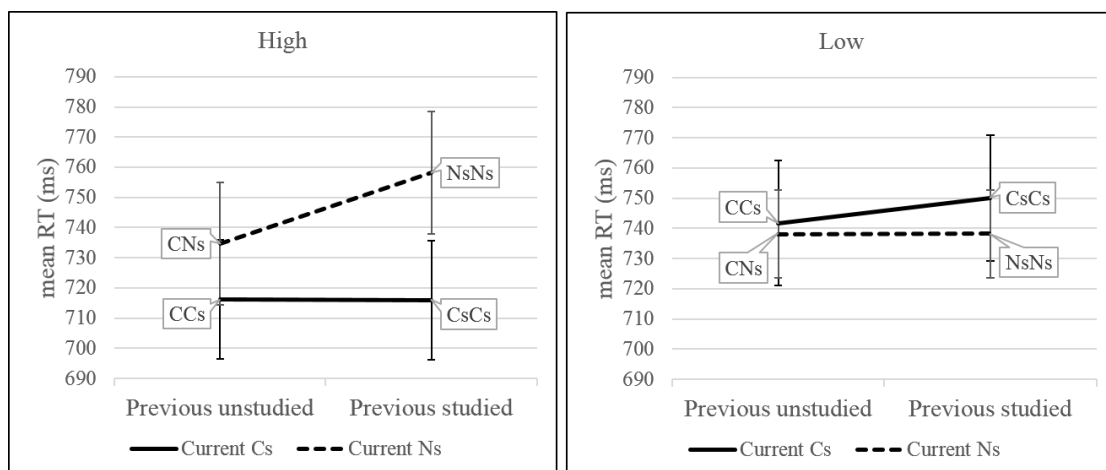 High
mean RT (ms)
790
780
770
760
750
740
730
720
710
700
690
CNs
NsNs
CCs
CsCs
Previous unstudied Previous studied
Current Cs Current Ns
Low
mean RT (ms)
790
780
770
760
750
740
730
720
710
700
690
CCs
CsCs
CNs
NsNs
Previous unstudied Previous studied
Current Cs Current Ns